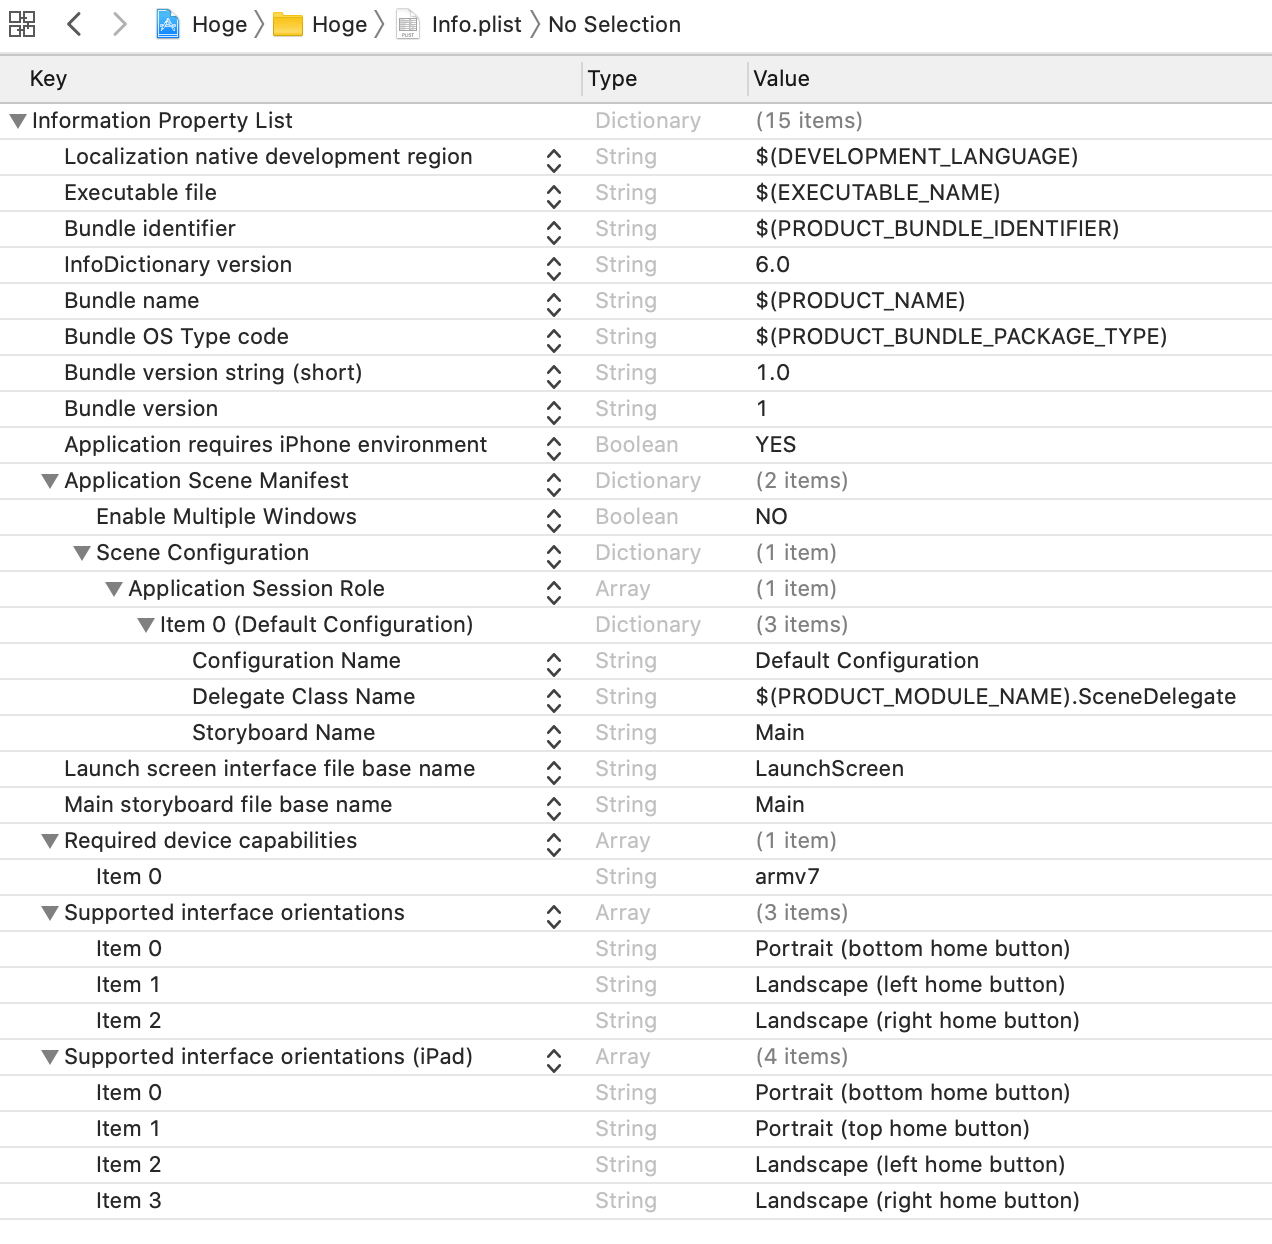 Hoge Hoge Info.plist No Selection
Key Type Value
Information Property List Dictionary (15 items)
Localization native development region String $(DEVELOPMENT_LANGUAGE)
Executable file String $(EXECUTABLE_NAME)
Bundle identifier String $(PRODUCT_BUNDLE_IDENTIFIER)
InfoDictionary version String 6.0
Bundle name String $(PRODUCT_NAME)
Bundle OS Type code String $(PRODUCT_BUNDLE_PACKAGE_TYPE)
Bundle version string (short) String 1.0
Bundle version String 1
Application requires iPhone environment Boolean YES
Application Scene Manifest Dictionary (2 items)
Enable Multiple Windows Boolean NO
Scene Configuration Dictionary (1 item)
Application Session Role Array (1 item)
Item 0 (Default Configuration) Dictionary (3 items)
Configuration Name String Default Configuration
Delegate Class Name String $(PRODUCT_MODULE_NAME).SceneDelegate
Storyboard Name String Main
Launch screen interface file base name String LaunchScreen
Main storyboard file base name String Main
Required device capabilities Array (1 item)
Item 0 String armv7
Supported interface orientations Array (3 items)
Item 0 String Portrait (bottom home button)
Item 1 String Landscape (left home button)
Item 2 String Landscape (right home button)
Supported interface orientations (iPad) Array (4 items)
Item 0 String Portrait (bottom home button)
Item 1 String Portrait (top home button)
Item 2 String Landscape (left home button)
Item 3 String Landscape (right home button)